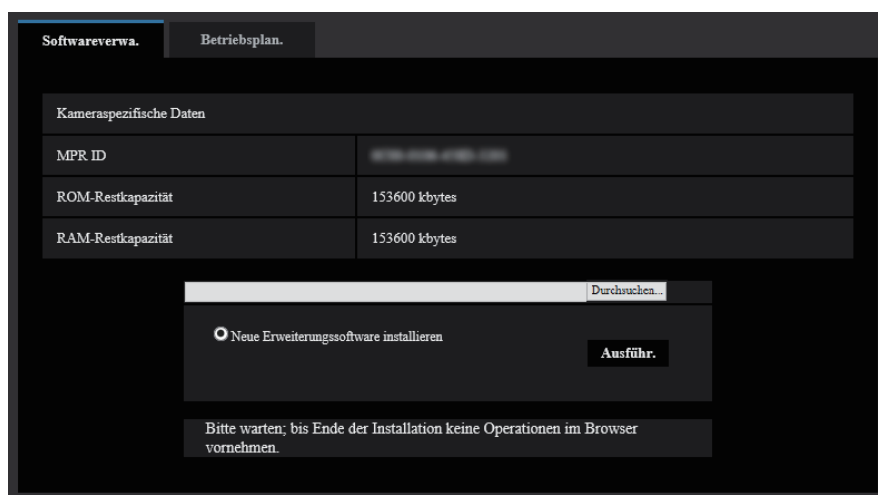 Softwareverwa. Betriebsplan.
Kameraspezifische Daten
MPR ID
ROM-Restkapazität 153600 kbytes
RAM-Restkapazität 153600 kbytes
Durchsuchen...
Neue Erweiterungssoftware installieren
Ausführ.
Bitte warten; bis Ende der Installation keine Operationen im Browser
vornehmen.